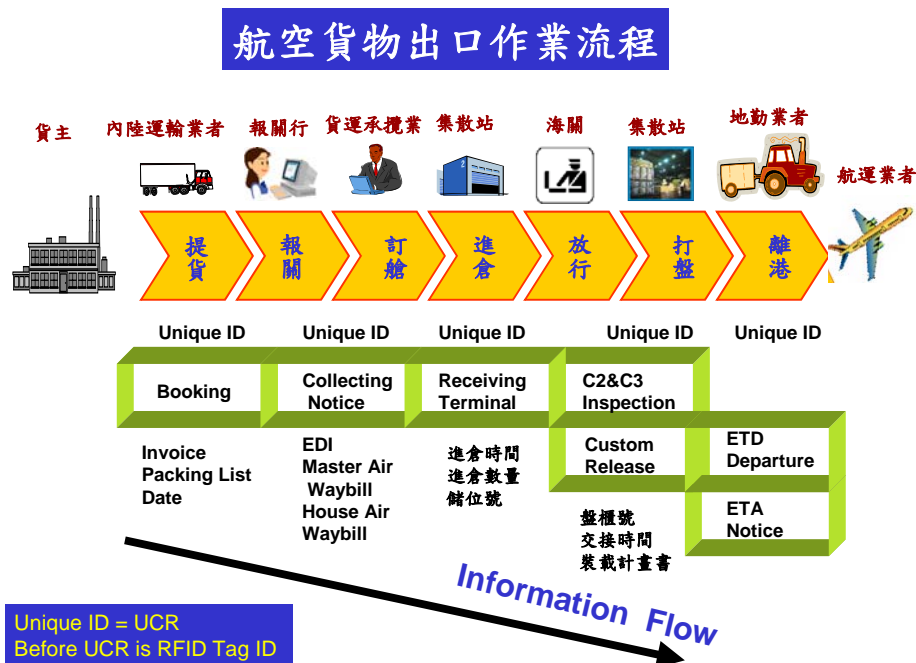 航空貨物出口作業流程
貨主
內陸運輸業者
報關行
貨運承攬業
集散站
海關
集散站
地勤業者
航運業者
2
提貨
報關
訂艙
進倉
放行
打盤
離港
Unique ID
Unique ID
Unique ID
Unique ID
Unique ID
Booking
Collecting
Notice
Receiving
Terminal
C2&C3
Inspection
Custom
Release
ETD
Departure
ETA
Notice
Invoice
Packing List
Date
EDI
Master Air
Waybill
House Air
Waybill
進倉時間
進倉數量
儲位號
盤櫃號
交接時間
裝載計畫書
Information Flow
Unique ID = UCR
Before UCR is RFID Tag ID